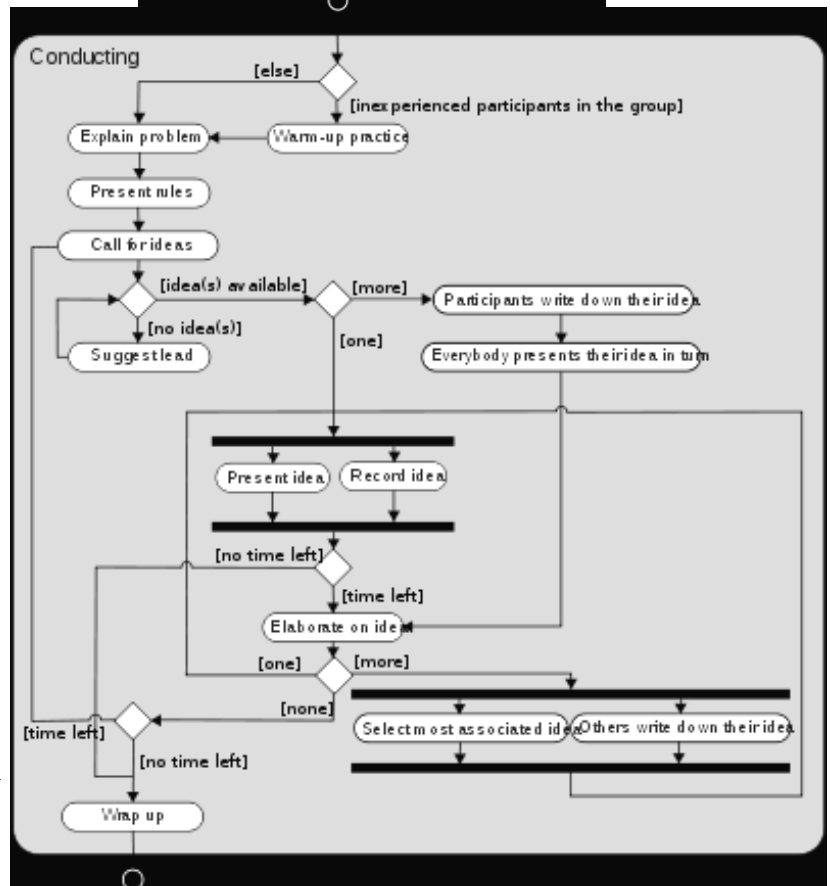 Conducting
[else]
[inexperienced participants in the group]
Explain problem
Warm-up practice
Present rules
Call for ideas
[idea(s) available]
[more]
Participants write down their idea
[no idea(s)]
[one]
Suggest lead
Everybody presents their idea in turn
Present idea
Record idea
[no time left]
[time left]
Elaborate on idea
[one]
[more]
[none]
[time left]
Select most associated idea
Others write down their idea
[no time left]
Wrap up